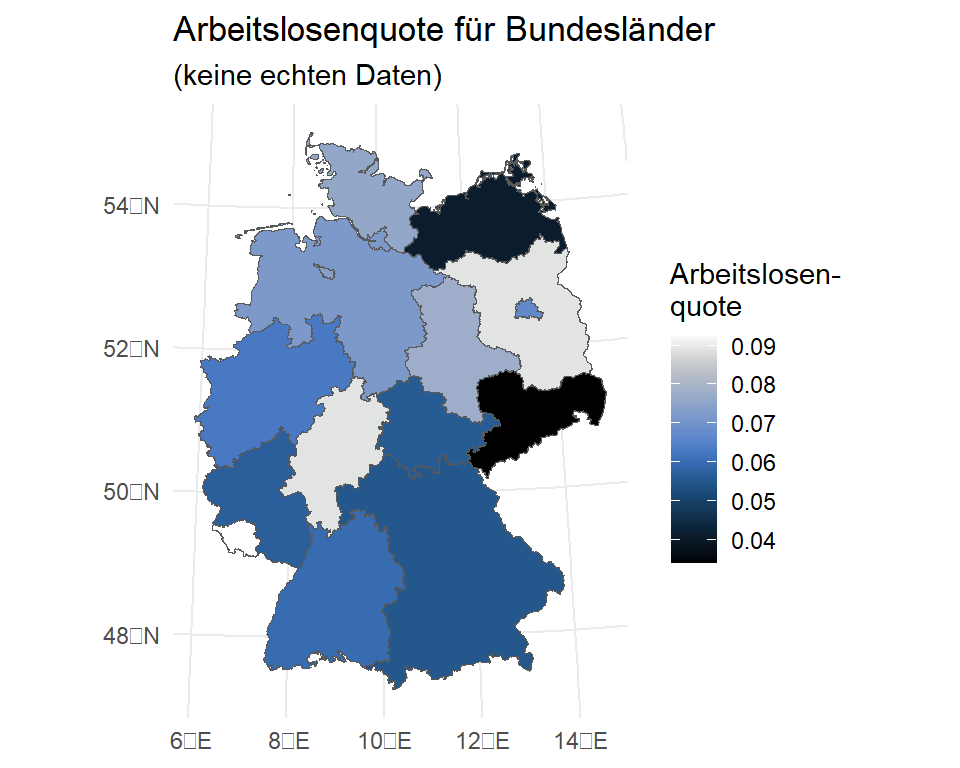 Arbeitslosenquote für Bundesländer
(keine echten Daten)
54□N
52□N
50□N
48□N
6□E 8□E 10□E 12□E 14□E
Arbeitslosen-
quote
0.09
0.08
0.07
0.06
0.05
0.04